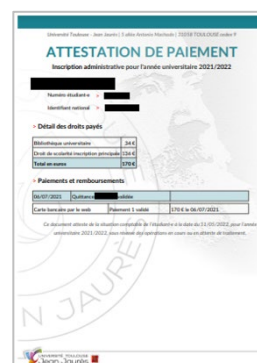 Université Toulouse - Jean Jaurès | 5 allée Antonio Machado | 31058 TOULOUSE cedex 9
ATTESTATION DE PAIEMENT
Inscription administrative pour l'année universitaire 2021/2022
Numéro étudiant·e >
Identifiant national >
> Détail des droits payés
Bibliothèque universitaire 34 €
Droit de scolarité inscription principale 136 €
Total en euros 170 €
> Paiements et remboursements
06/07/2021 Quittance validée
Carte bancaire par le web Paiement 1 validé 170 € le 06/07/2021
Ce document atteste de la situation comptable de l'étudiant·e à la date du 11/05/2022, pour l'année
universitaire 2021/2022, sous réserve des opérations en cours ou en attente de traitement.
N JAURÈS
UNIVERSITÉ TOULOUSE
Jean Jaurès